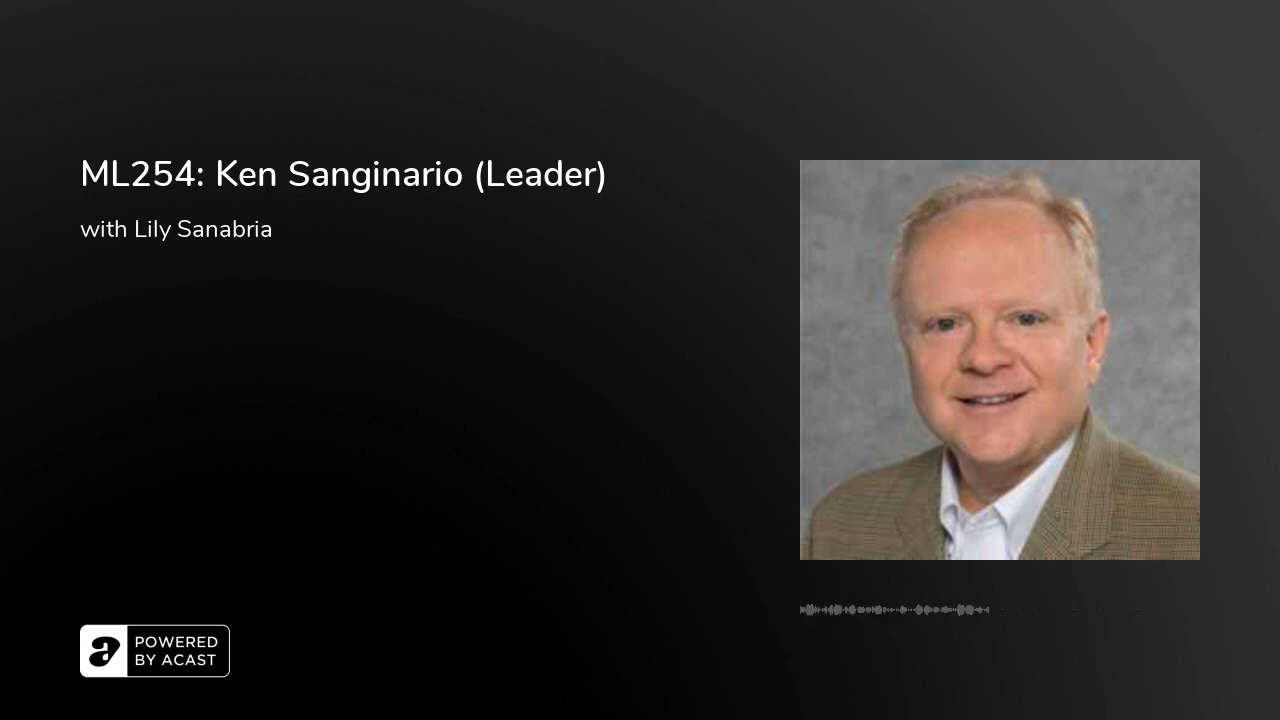 ML254: Ken Sanginario (Leader)
with Lily Sanabria
a POWERED
BY ACAST